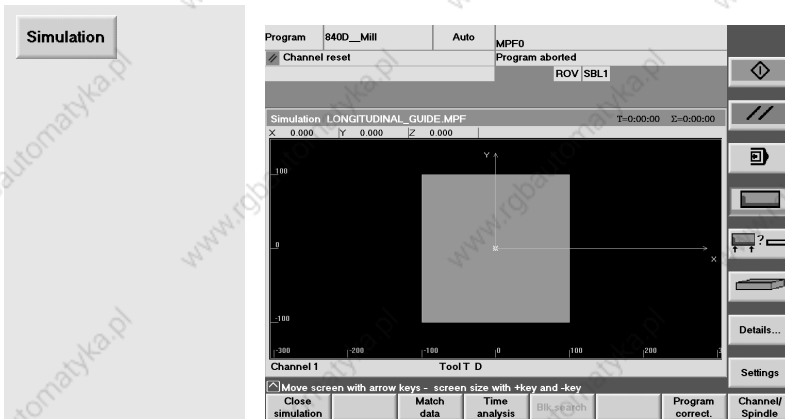 Simulation
Program 840D__Mill Auto MPF0
Channel reset Program aborted
ROV SBL1
Simulation LONGITUDINAL_GUIDE.MPF T=0:00:00 Σ=0:00:00
X 0.000 Y 0.000 Z 0.000
Y
100
0
X
-100
-300 -200 -100 0 100 200
Channel 1 Tool T D
Move screen with arrow keys - screen size with +key and -key
Close simulation
Match data
Time analysis
Blk.search
Program correct.
Channel/ Spindle
?
Details...
Settings
rgbautomatyka.pl